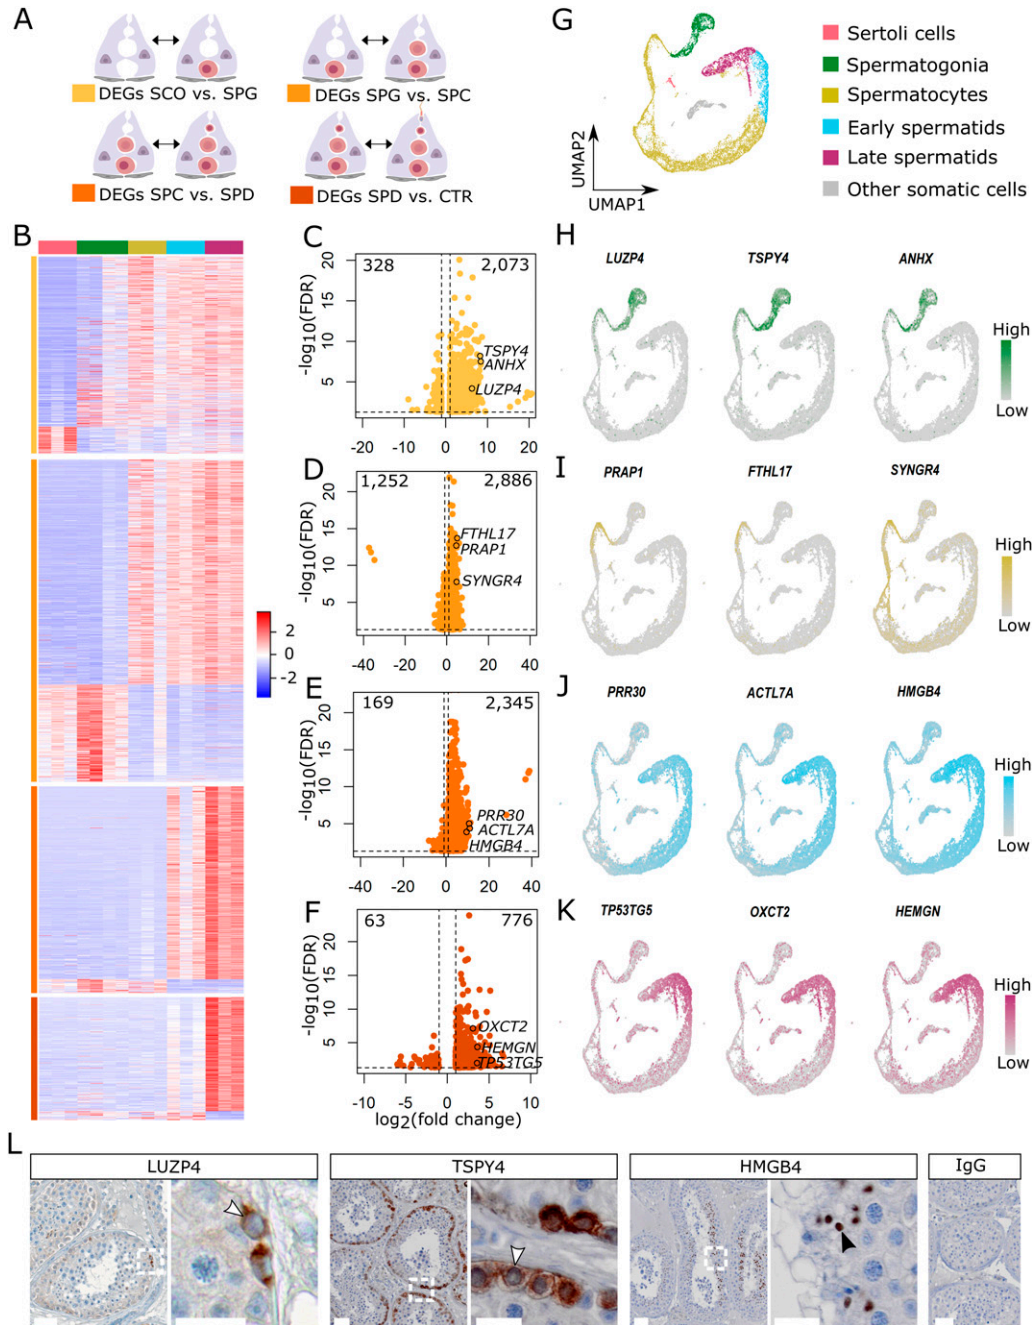 A
DEGs SCO vs. SPG
DEGs SPG vs. SPC
DEGs SPC vs. SPD
DEGs SPD vs. CTR
G
UMAP2
UMAP1
Sertoli cells
Spermatogonia
Spermatocytes
Early spermatids
Late spermatids
Other somatic cells
B
2
0
-2
C
328
2,073
-log10(FDR)
20
15
10
5
TSPY4
ANHX
LUZP4
-20
-10
0
10
20
D
1,252
2,886
-log10(FDR)
20
15
10
5
FTHL17
PRAP1
SYNGR4
-40
-20
0
20
40
E
169
2,345
-log10(FDR)
20
15
10
5
PRR30
ACTL7A
HMGB4
-40
-20
0
20
40
F
63
776
-log10(FDR)
20
15
10
5
OXCT2
HEMGN
TP53TG5
-10
-5
0
5
10
log2(fold change)
H
LUZP4
TSPY4
ANHX
High
Low
I
PRAP1
FTHL17
SYNGR4
High
Low
J
PRR30
ACTL7A
HMGB4
High
Low
K
TP53TG5
OXCT2
HEMGN
High
Low
L
LUZP4
TSPY4
HMGB4
IgG